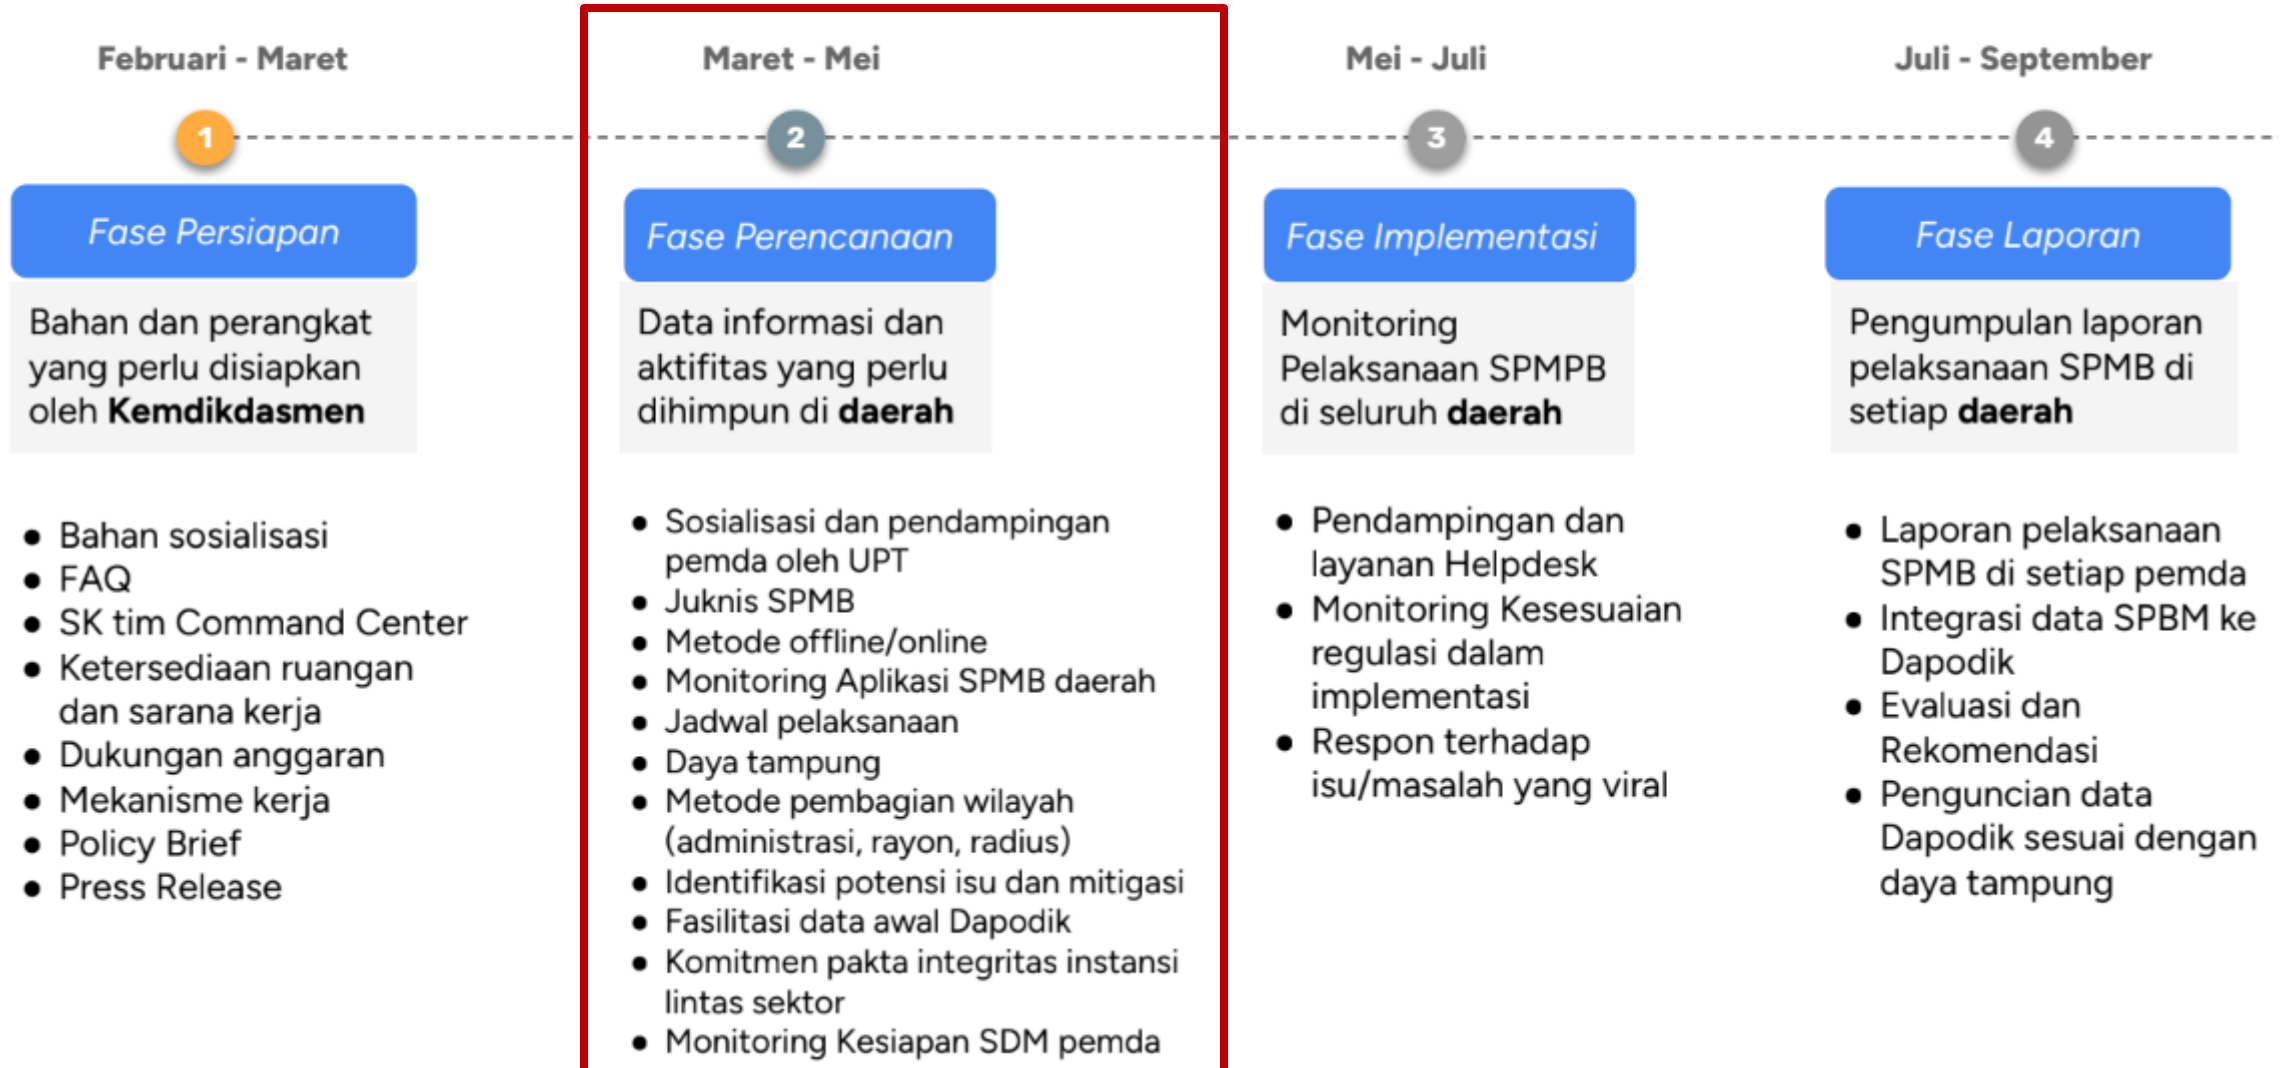 Februari - Maret
1
Fase Persiapan
Bahan dan perangkat
yang perlu disiapkan
oleh Kemdikdasmen
● Bahan sosialisasi
● FAQ
● SK tim Command Center
● Ketersediaan ruangan
dan sarana kerja
● Dukungan anggaran
● Mekanisme kerja
● Policy Brief
● Press Release
Maret - Mei
2
Fase Perencanaan
Data informasi dan
aktifitas yang perlu
dihimpun di daerah
● Sosialisasi dan pendampingan
pemda oleh UPT
● Juknis SPMB
● Metode offline/online
● Monitoring Aplikasi SPMB daerah
● Jadwal pelaksanaan
● Daya tampung
● Metode pembagian wilayah
(administrasi, rayon, radius)
● Identifikasi potensi isu dan mitigasi
● Fasilitasi data awal Dapodik
● Komitmen pakta integritas instansi
lintas sektor
● Monitoring Kesiapan SDM pemda
Mei - Juli
3
Fase Implementasi
Monitoring
Pelaksanaan SPMPB
di seluruh daerah
● Pendampingan dan
layanan Helpdesk
● Monitoring Kesesuaian
regulasi dalam
implementasi
● Respon terhadap
isu/masalah yang viral
Juli - September
4
Fase Laporan
Pengumpulan laporan
pelaksanaan SPMB di
setiap daerah
● Laporan pelaksanaan
SPMB di setiap pemda
● Integrasi data SPBM ke
Dapodik
● Evaluasi dan
Rekomendasi
● Penguncian data
Dapodik sesuai dengan
daya tampung